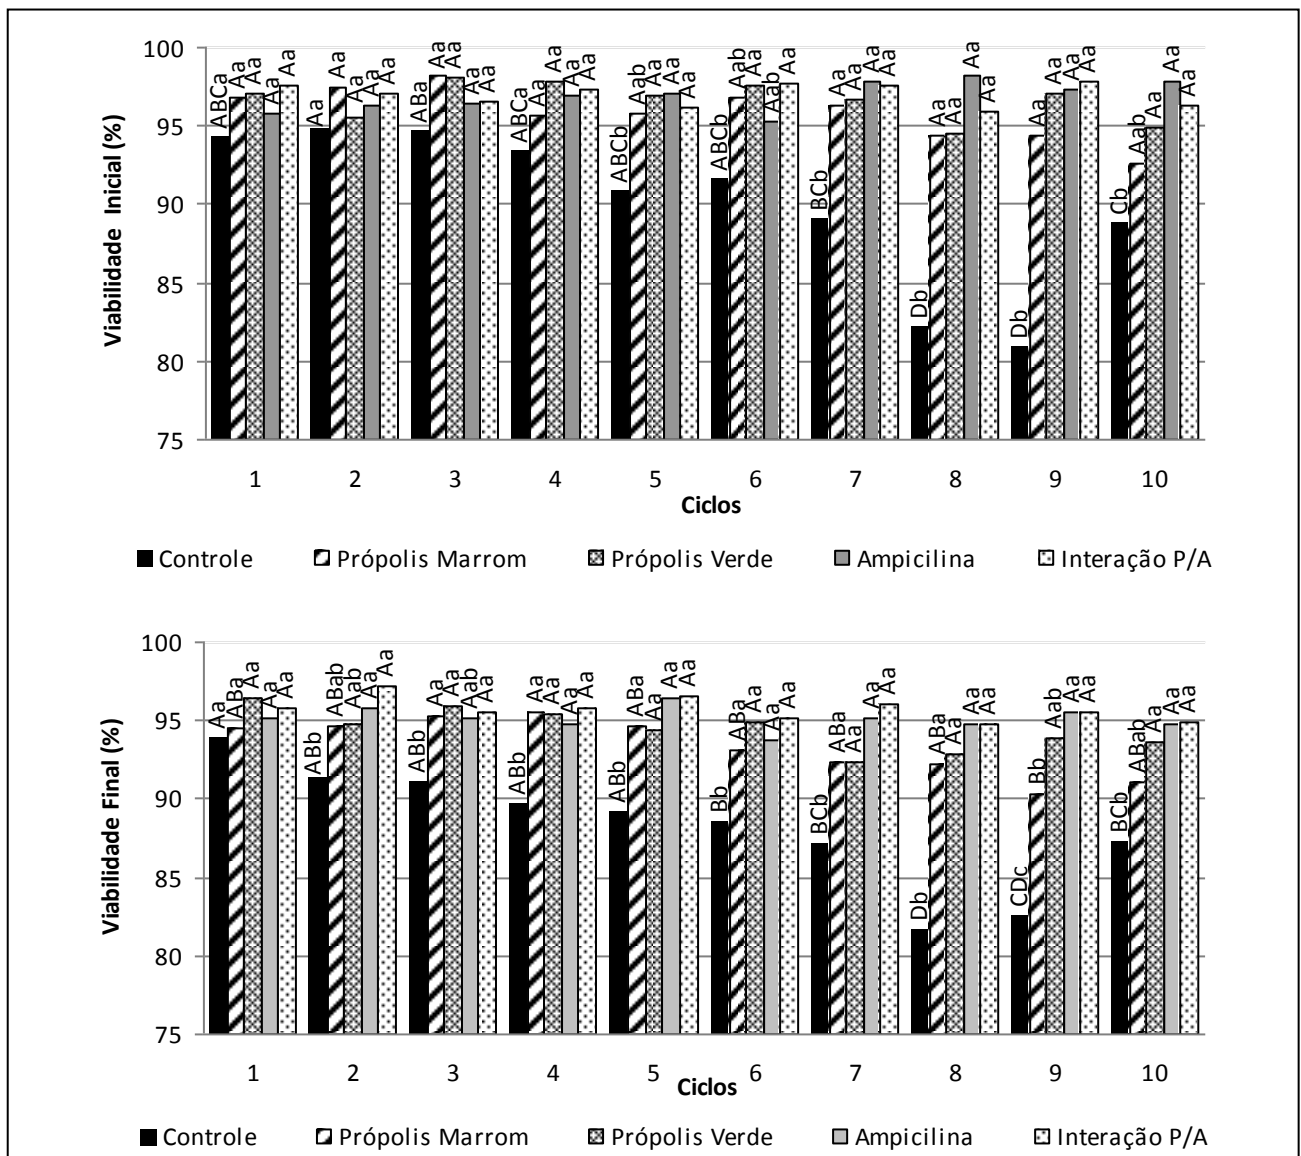 100
95
90
85
80
75
Viabilidade Inicial (%)
ABCa Aa Aa Aa Aa
Aa Aa Aa Aa Aa
ABa Aa Aa Aa Aa
ABCa Aa Aa Aa Aa
ABCb Aab Aa Aa Aa
ABCb Aab Aa Aab Aa
BCb Aa Aa Aa Aa
Db Aa Aa Aa Aa
Db Aa Aa Aa Aa
Cb Aab Aa Aa Aa
1 2 3 4 5 6 7 8 9 10
Ciclos
Controle Própolis Marrom Própolis Verde Ampicilina Interação P/A
100
95
90
85
80
75
Viabilidade Final (%)
Aa ABa Aa Aa Aa
ABb ABab Aab Aa Aa
ABb Aa Aa Aab Aa
ABb Aa Aa Aa Aa
ABb ABa Aa Aa Aa
Bb ABa Aa Aa Aa
BCb ABa Aa Aa Aa
Db ABa Aa Aa Aa
CDc Bb Aab Aa Aa
BCb ABab Aa Aa Aa
1 2 3 4 5 6 7 8 9 10
Ciclos
Controle Própolis Marrom Própolis Verde Ampicilina Interação P/A